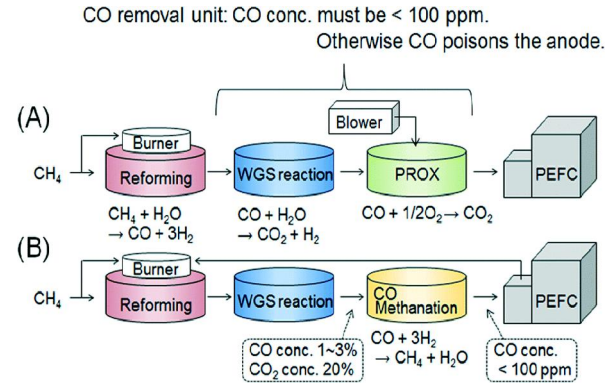 CO removal unit: CO conc. must be < 100 ppm.
Otherwise CO poisons the anode.
(A)
Blower
Burner
CH₄
Reforming
WGS reaction
PROX
PEFC
CH₄ + H₂O
→ CO + 3H₂
CO + H₂O
→ CO₂ + H₂
CO + 1/2O₂→ CO₂
(B)
Burner
CH₄
Reforming
WGS reaction
CO
Methanation
PEFC
CO conc. 1~3%
CO₂ conc. 20%
CO + 3H₂
→ CH₄ + H₂O
CO conc.
< 100 ppm